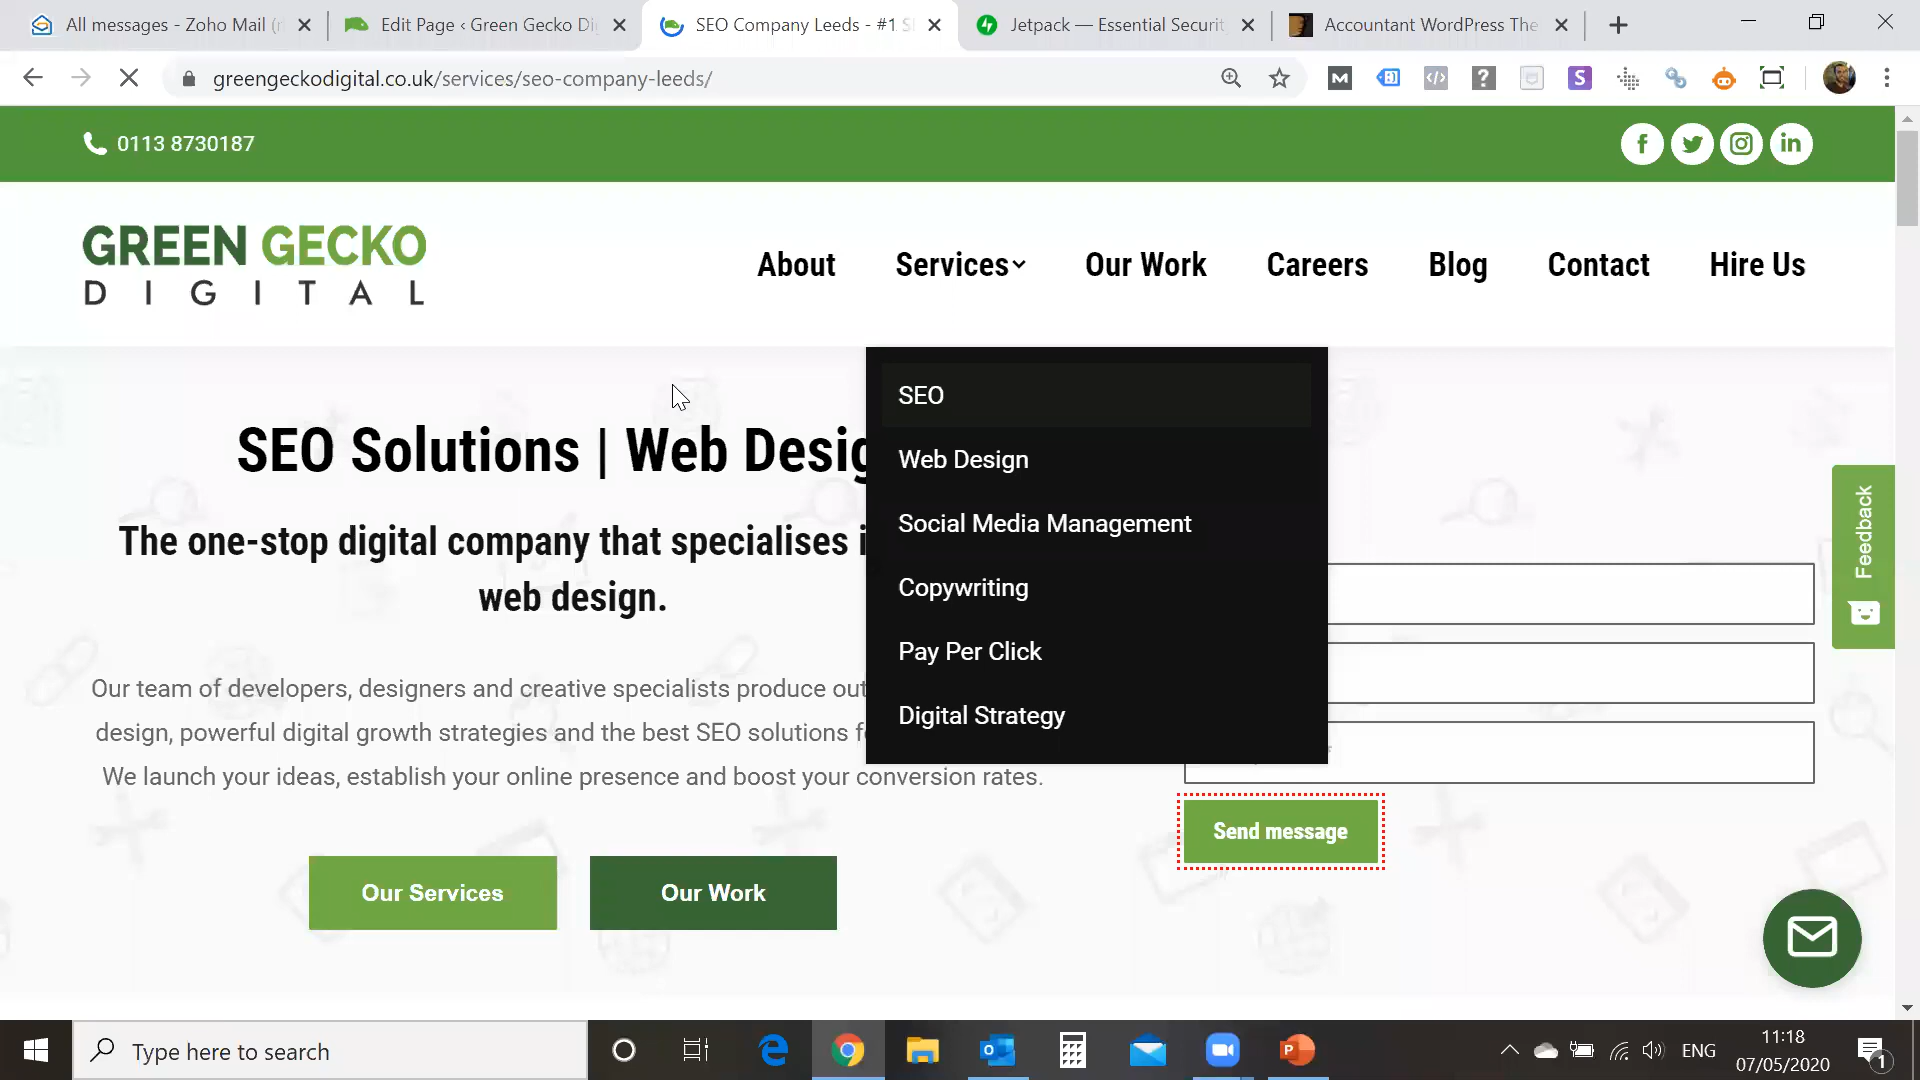 All messages - Zoho Mail (n
Edit Page ‹ Green Gecko Di
SEO Company Leeds - #1 S
Jetpack — Essential Securit
Accountant WordPress The
greengeckodigital.co.uk/services/seo-company-leeds/
0113 8730187
GREEN GECKO
DIGITAL
About
Services
Our Work
Careers
Blog
Contact
Hire Us
SEO
Web Design
Social Media Management
Copywriting
Pay Per Click
Digital Strategy
SEO Solutions | Web Desig
The one-stop digital company that specialises i
web design.
Our team of developers, designers and creative specialists produce out
design, powerful digital growth strategies and the best SEO solutions f
We launch your ideas, establish your online presence and boost your conversion rates.
Our Services
Our Work
Send message
Feedback
Type here to search
ENG
11:18
07/05/2020
1